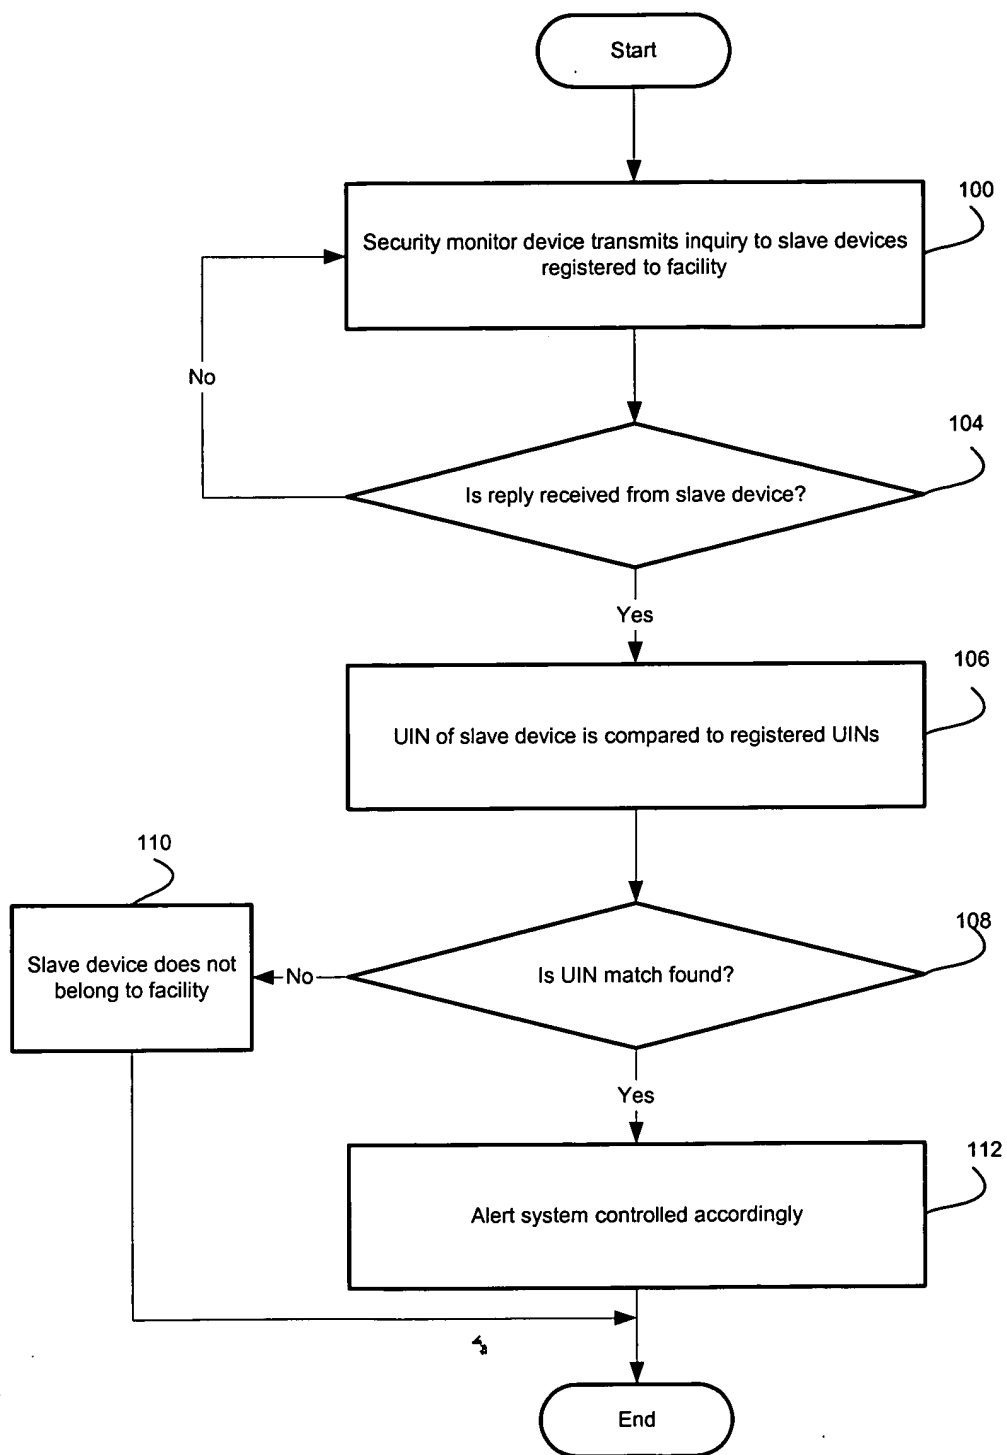 Start
100
Security monitor device transmits inquiry to slave devices
registered to facility
No
104
Is reply received from slave device?
Yes
106
UIN of slave device is compared to registered UINs
110
108
Slave device does not
belong to facility
No
Is UIN match found?
Yes
112
Alert system controlled accordingly
End